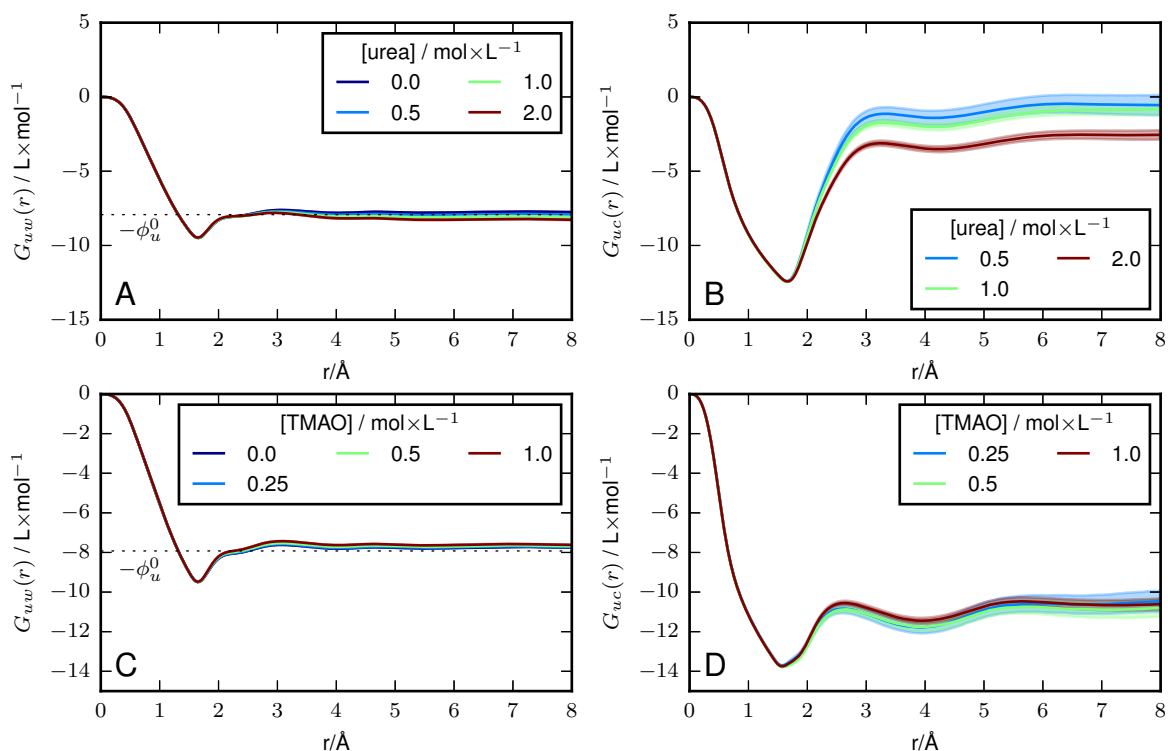 5
0
−5
−10
−15
G_uw(r) / L×mol⁻¹
[urea] / mol×L⁻¹
0.0 1.0
0.5 2.0
−ϕ_u^0
A
0 1 2 3 4 5 6 7 8
r/Å
5
0
−5
−10
−15
G_uc(r) / L×mol⁻¹
[urea] / mol×L⁻¹
0.5 2.0
1.0
B
0 1 2 3 4 5 6 7 8
r/Å
0
−2
−4
−6
−8
−10
−12
−14
G_uw(r) / L×mol⁻¹
[TMAO] / mol×L⁻¹
0.0 0.5 1.0
0.25
−ϕ_u^0
C
0 1 2 3 4 5 6 7 8
r/Å
0
−2
−4
−6
−8
−10
−12
−14
G_uc(r) / L×mol⁻¹
[TMAO] / mol×L⁻¹
0.25 1.0
0.5
D
0 1 2 3 4 5 6 7 8
r/Å